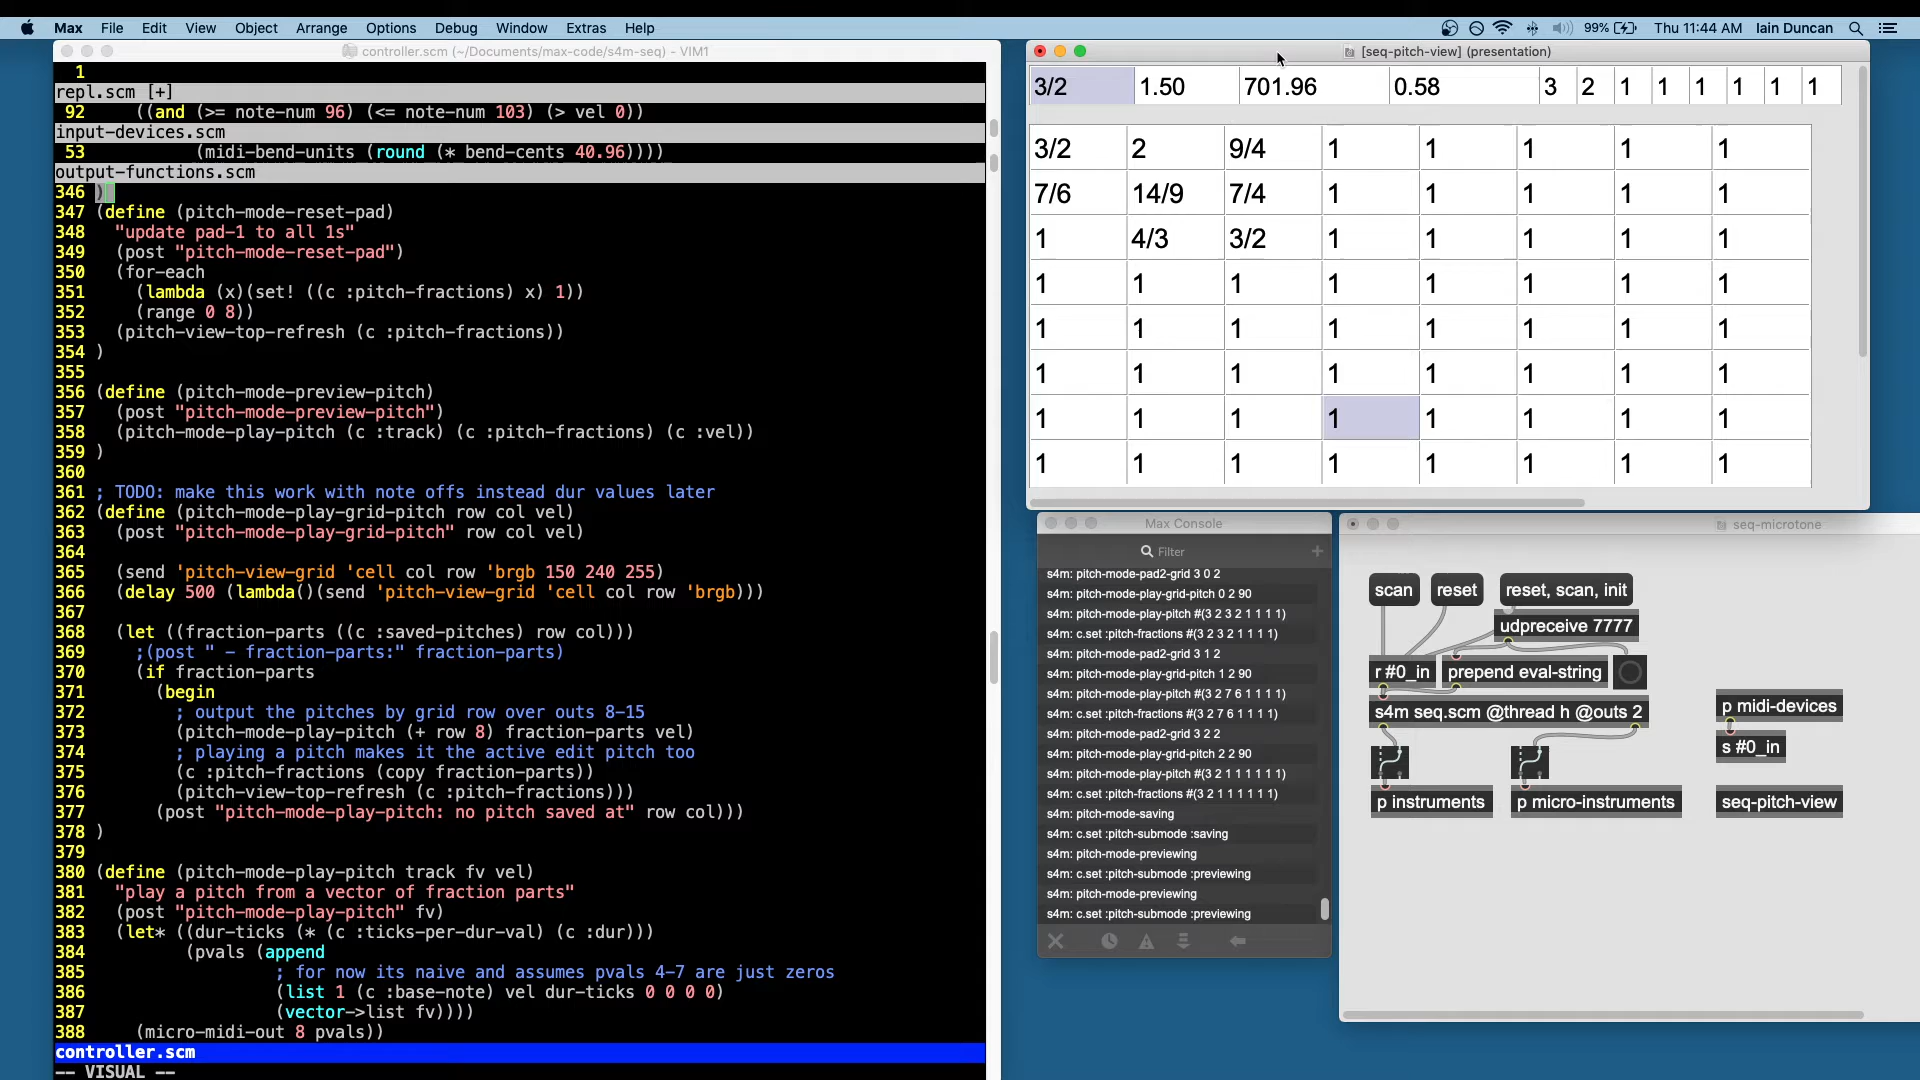 Max File Edit View Object Arrange Options Debug Window Extras Help 99% Thu 11:44 AM Iain Duncan
controller.scm (~/Documents/max-code/s4m-seq) - VIM1
1
repl.scm [+]
92 ((and (>= note-num 96) (<= note-num 103) (> vel 0))
input-devices.scm
53 (midi-bend-units (round (* bend-cents 40.96))))
output-functions.scm
346 )
347 (define (pitch-mode-reset-pad)
348 "update pad-1 to all 1s"
349 (post "pitch-mode-reset-pad")
350 (for-each
351 (lambda (x)(set! ((c :pitch-fractions) x) 1))
352 (range 0 8))
353 (pitch-view-top-refresh (c :pitch-fractions))
354 )
355
356 (define (pitch-mode-preview-pitch)
357 (post "pitch-mode-preview-pitch")
358 (pitch-mode-play-pitch (c :track) (c :pitch-fractions) (c :vel))
359 )
360
361 ; TODO: make this work with note offs instead dur values later
362 (define (pitch-mode-play-grid-pitch row col vel)
363 (post "pitch-mode-play-grid-pitch" row col vel)
364
365 (send 'pitch-view-grid 'cell col row 'brgb 150 240 255)
366 (delay 500 (lambda()(send 'pitch-view-grid 'cell col row 'brgb)))
367
368 (let ((fraction-parts ((c :saved-pitches) row col)))
369 ;(post " - fraction-parts:" fraction-parts)
370 (if fraction-parts
371 (begin
372 ; output the pitches by grid row over outs 8-15
373 (pitch-mode-play-pitch (+ row 8) fraction-parts vel)
374 ; playing a pitch makes it the active edit pitch too
375 (c :pitch-fractions (copy fraction-parts))
376 (pitch-view-top-refresh (c :pitch-fractions)))
377 (post "pitch-mode-play-pitch: no pitch saved at" row col)))
378 )
379
380 (define (pitch-mode-play-pitch track fv vel)
381 "play a pitch from a vector of fraction parts"
382 (post "pitch-mode-play-pitch" fv)
383 (let* ((dur-ticks (* (c :ticks-per-dur-val) (c :dur)))
384 (pvals (append
385 ; for now its naive and assumes pvals 4-7 are just zeros
386 (list 1 (c :base-note) vel dur-ticks 0 0 0 0)
387 (vector->list fv))))
388 (micro-midi-out 8 pvals))
controller.scm
-- VISUAL --
[seq-pitch-view] (presentation)
3/2 1.50 701.96 0.58 3 2 1 1 1 1 1 1
3/2 2 9/4 1 1 1 1 1
7/6 14/9 7/4 1 1 1 1 1
1 4/3 3/2 1 1 1 1 1
1 1 1 1 1 1 1 1
1 1 1 1 1 1 1 1
1 1 1 1 1 1 1 1
1 1 1 1 1 1 1 1
1 1 1 1 1 1 1 1
Max Console
Filter
s4m: pitch-mode-pad2-grid 3 0 2
s4m: pitch-mode-play-grid-pitch 0 2 90
s4m: pitch-mode-play-pitch #(3 2 3 2 1 1 1 1)
s4m: c.set :pitch-fractions #(3 2 3 2 1 1 1 1)
s4m: pitch-mode-pad2-grid 3 1 2
s4m: pitch-mode-play-grid-pitch 1 2 90
s4m: pitch-mode-play-pitch #(3 2 7 6 1 1 1 1)
s4m: c.set :pitch-fractions #(3 2 7 6 1 1 1 1)
s4m: pitch-mode-pad2-grid 3 2 2
s4m: pitch-mode-play-grid-pitch 2 2 90
s4m: pitch-mode-play-pitch #(3 2 1 1 1 1 1 1)
s4m: c.set :pitch-fractions #(3 2 1 1 1 1 1 1)
s4m: pitch-mode-saving
s4m: c.set :pitch-submode :saving
s4m: pitch-mode-previewing
s4m: c.set :pitch-submode :previewing
s4m: pitch-mode-previewing
s4m: c.set :pitch-submode :previewing
seq-microtone
scan reset reset, scan, init
udpreceive 7777
r #0_in prepend eval-string
s4m seq.scm @thread h @outs 2
p midi-devices
s #0_in
p instruments p micro-instruments seq-pitch-view